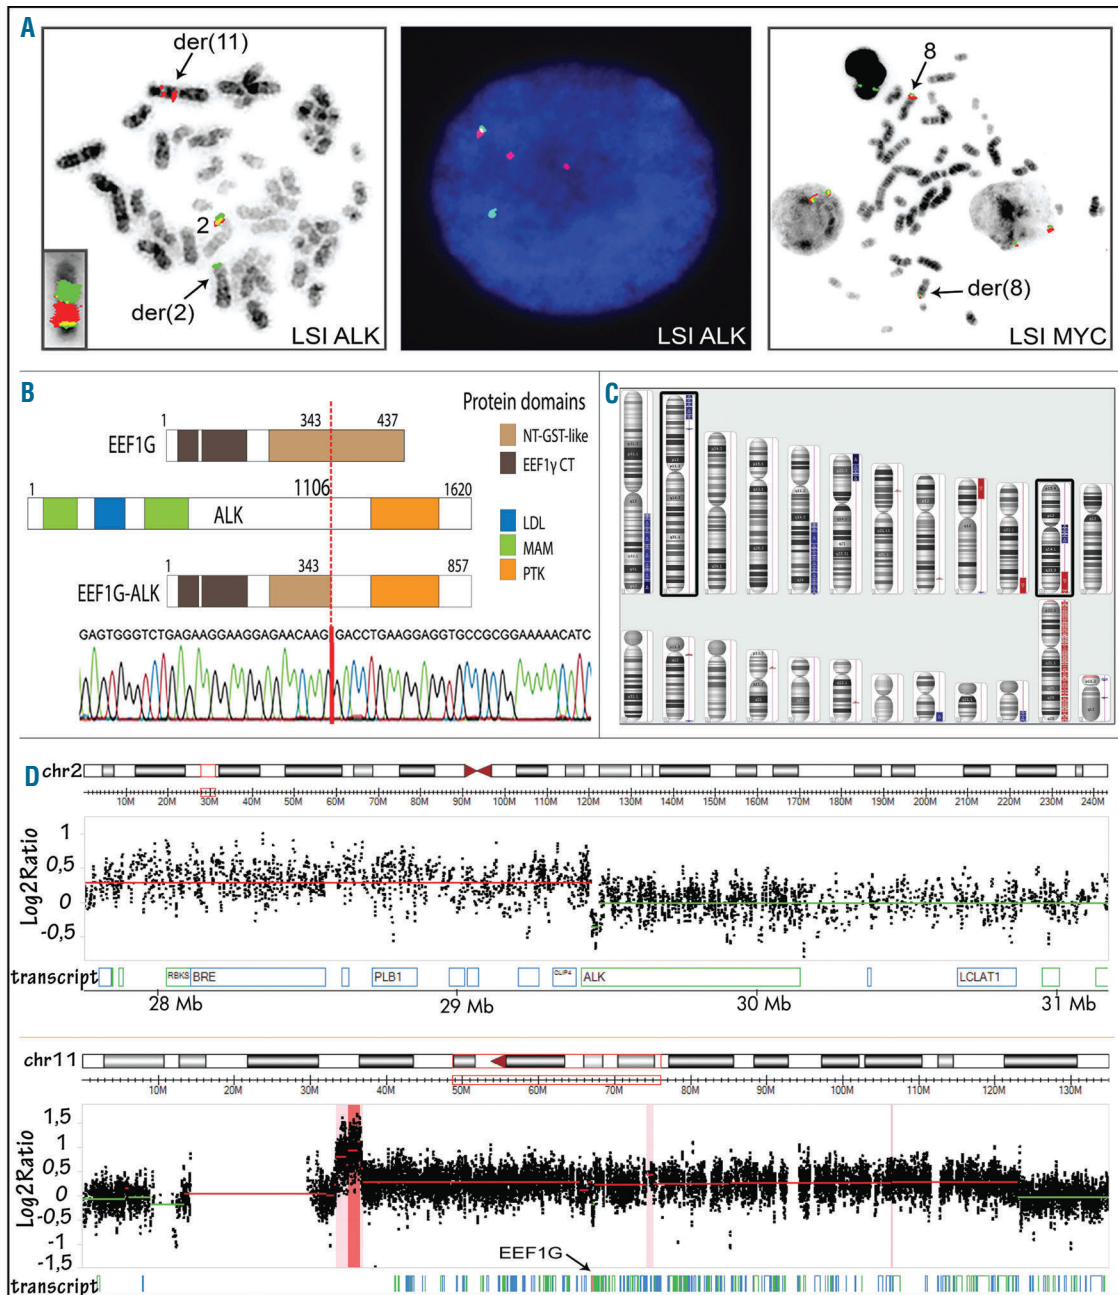 A
der(11)
2
der(2)
LSI ALK
LSI ALK
8
der(8)
LSI MYC
B
Protein domains
1 343 437
EEF1G
NT-GST-like
EEF1γ CT
1 1106 1620
ALK
LDL
MAM
PTK
1 343 857
EEF1G-ALK
GAGTGGGTCTGAGAAGGAAGGAGAACAAG GACCTGAAGGAGGTGCCGCGGAAAAACATC
C
D
chr2
10M 20M 30M 40M 50M 60M 70M 80M 90M 100M 110M 120M 130M 140M 150M 160M 170M 180M 190M 200M 210M 220M 230M 240M
Log2Ratio
1
0,5
0
-0,5
transcript
RBKS BRE PLB1 CLIP4 ALK LCLAT1
28 Mb 29 Mb 30 Mb 31 Mb
chr11
10M 20M 30M 40M 50M 60M 70M 80M 90M 100M 110M 120M 130M
Log2Ratio
1,5
1
0,5
0
-0,5
-1
-1,5
EEF1G
transcript